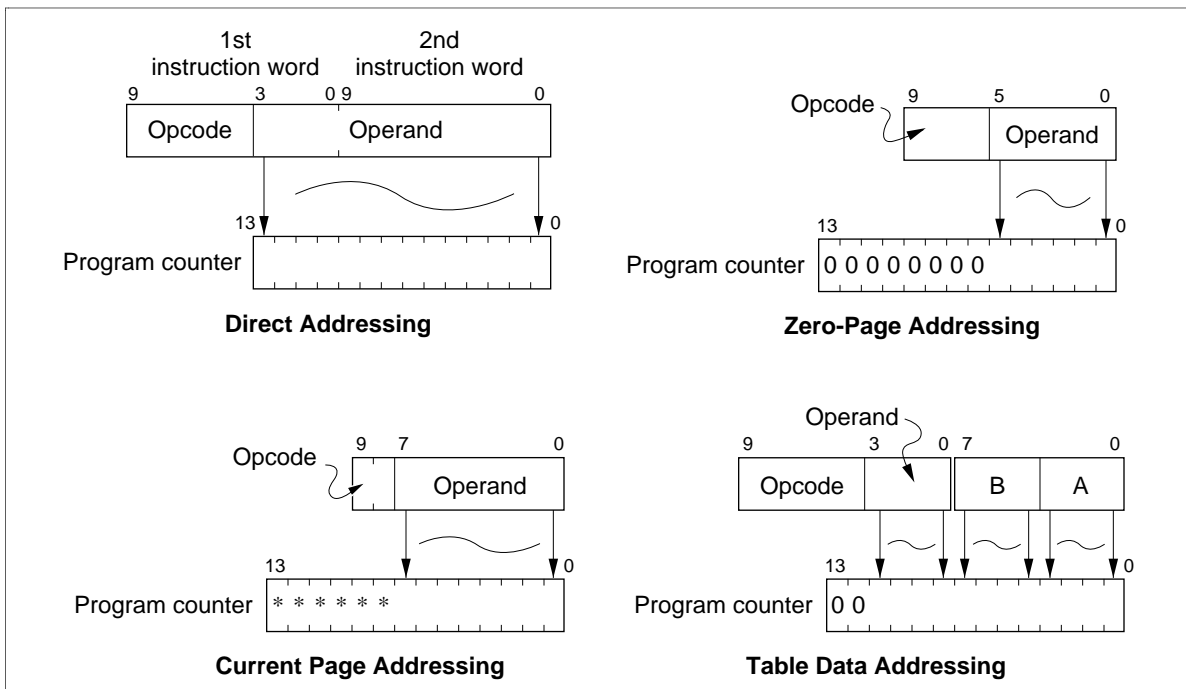 1st
instruction word
2nd
instruction word
9 3 0 9 0
Opcode Operand
13 0
Program counter
Direct Addressing
Opcode
9 5 0
Operand
13 0
Program counter 0 0 0 0 0 0 0 0
Zero-Page Addressing
Opcode
9 7 0
Operand
13 0
Program counter * * * * * *
Current Page Addressing
Operand
9 3 0 7 0
Opcode B A
13 0
Program counter 0 0
Table Data Addressing